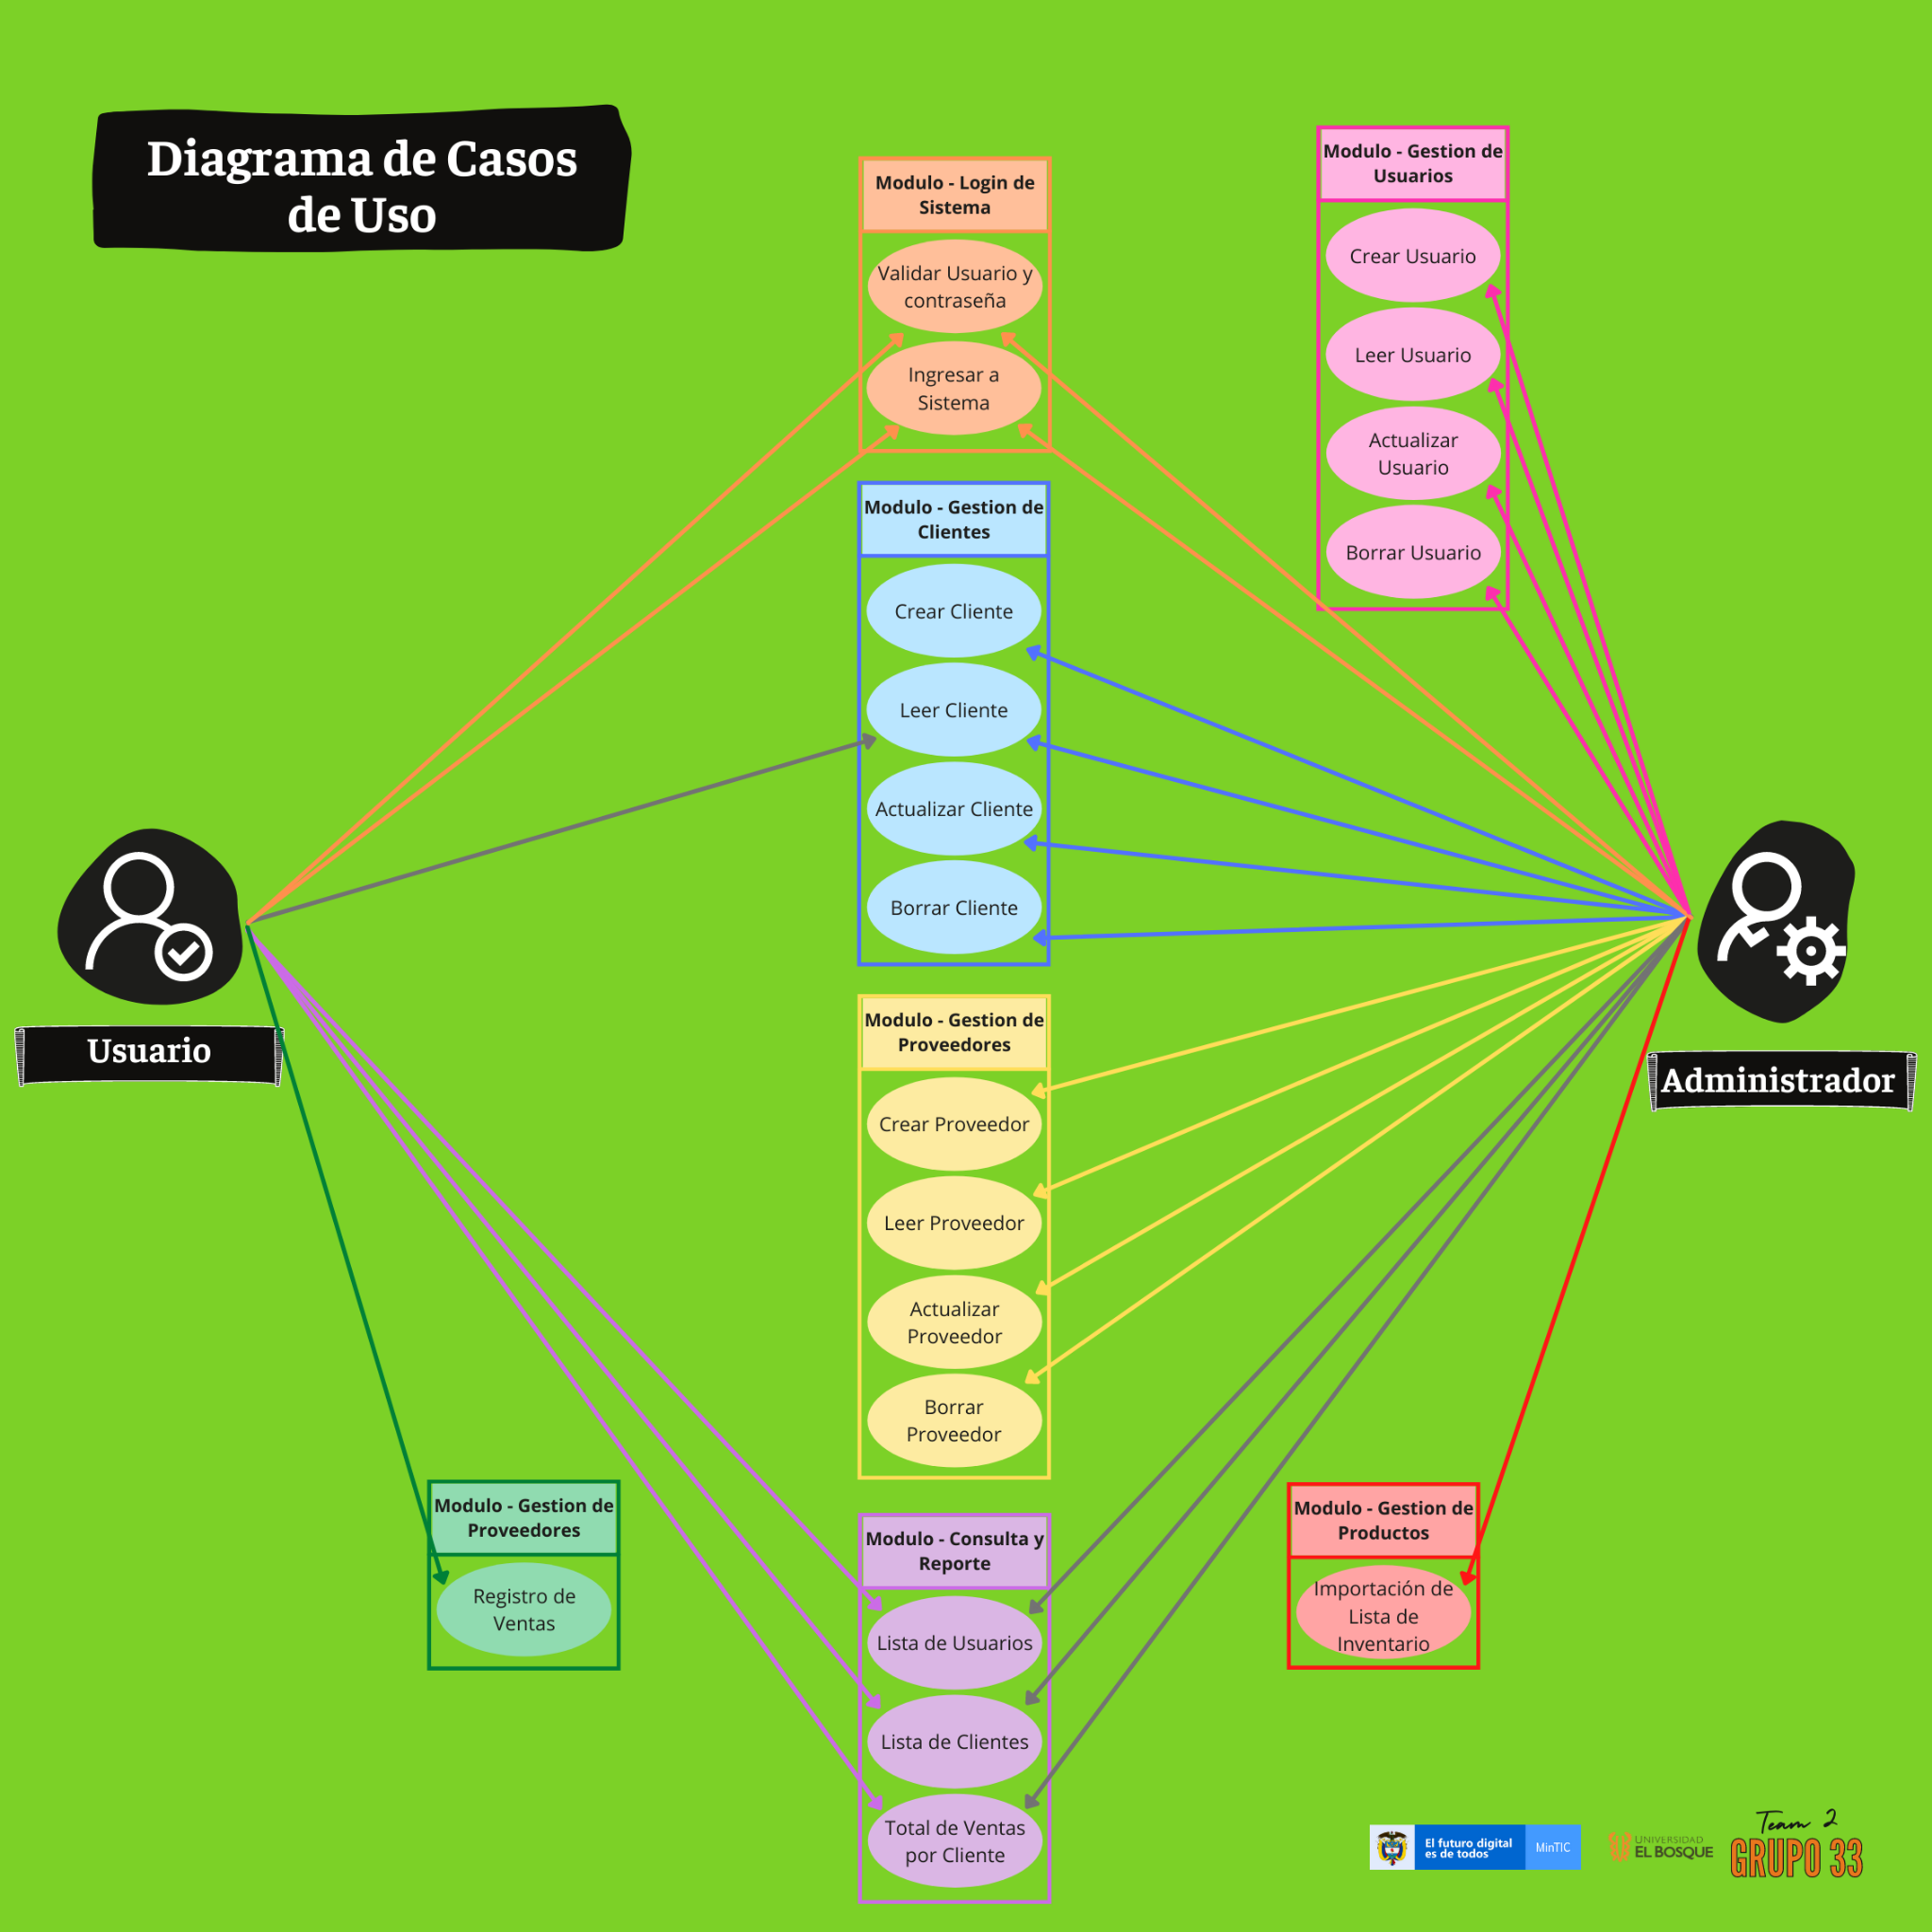 Diagrama de Casos
de Uso
Modulo - Login de
Sistema
Validar Usuario y
contraseña
Ingresar a
Sistema
Modulo - Gestion de
Usuarios
Crear Usuario
Leer Usuario
Actualizar
Usuario
Borrar Usuario
Modulo - Gestion de
Clientes
Crear Cliente
Leer Cliente
Actualizar Cliente
Borrar Cliente
Usuario
Administrador
Modulo - Gestion de
Proveedores
Crear Proveedor
Leer Proveedor
Actualizar
Proveedor
Borrar
Proveedor
Modulo - Gestion de
Proveedores
Registro de
Ventas
Modulo - Consulta y
Reporte
Lista de Usuarios
Lista de Clientes
Total de Ventas
por Cliente
Modulo - Gestion de
Productos
Importación de
Lista de
Inventario
El futuro digital
es de todos
MinTIC
UNIVERSIDAD
EL BOSQUE
Team 2
GRUPO 33